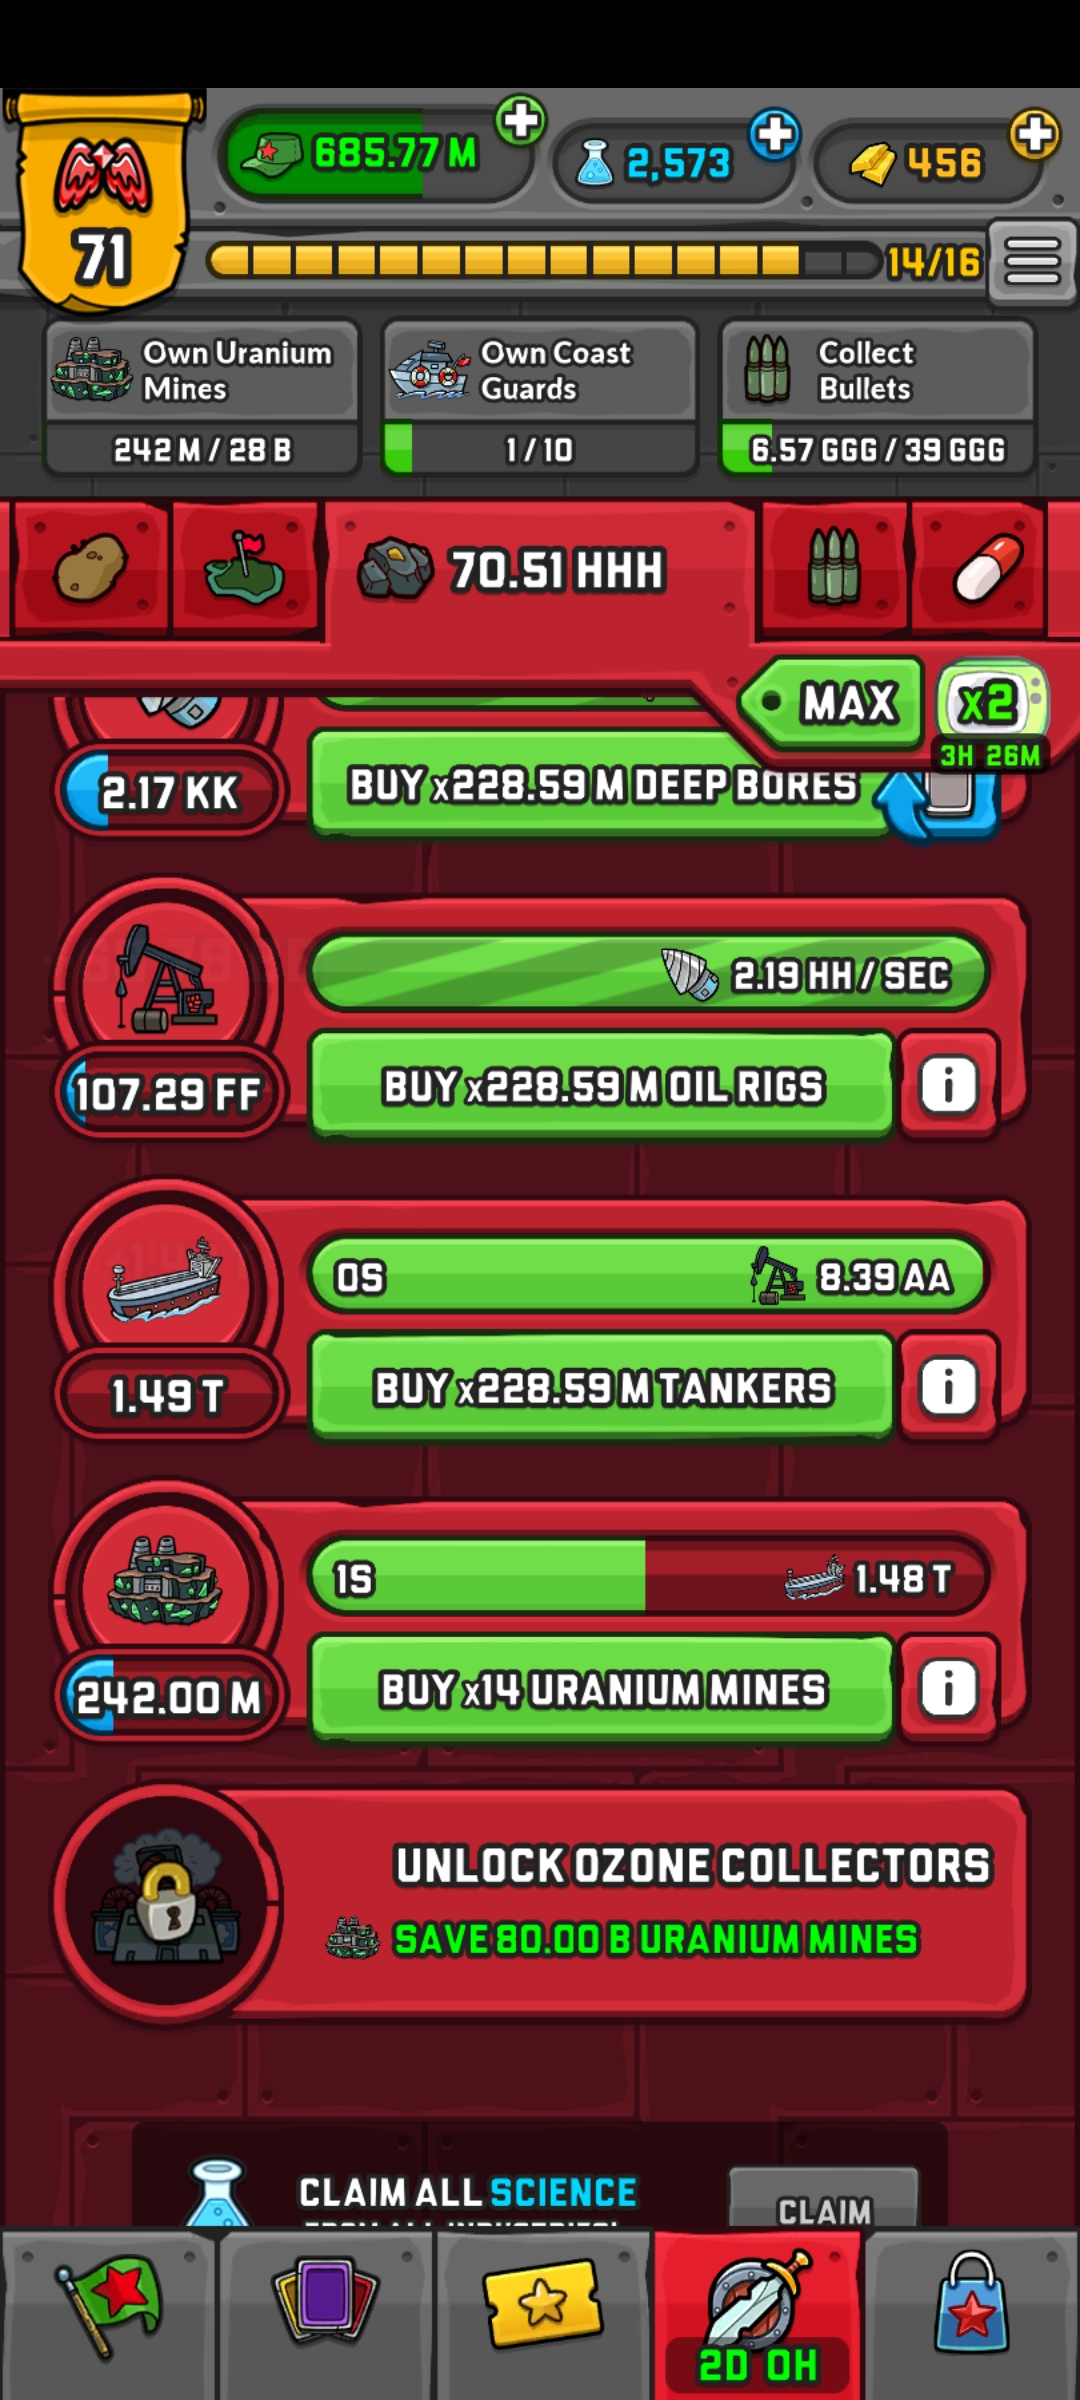 685.77 M
2,573
456
71
14/16
Own Uranium
Mines
242 M / 28 B
Own Coast
Guards
1 / 10
Collect
Bullets
6.57 GGG / 39 GGG
70.51 HHH
MAX
x2
3H 26M
2.17 KK
BUY x228.59 M DEEP BORES
2.19 HH / SEC
107.29 FF
BUY x228.59 M OIL RIGS
i
0S
8.39 AA
1.49 T
BUY x228.59 M TANKERS
i
1S
1.48 T
242.00 M
BUY x14 URANIUM MINES
i
UNLOCK OZONE COLLECTORS
SAVE 80.00 B URANIUM MINES
CLAIM ALL SCIENCE
FROM ALL INDUSTRIES!
CLAIM
2D 0H